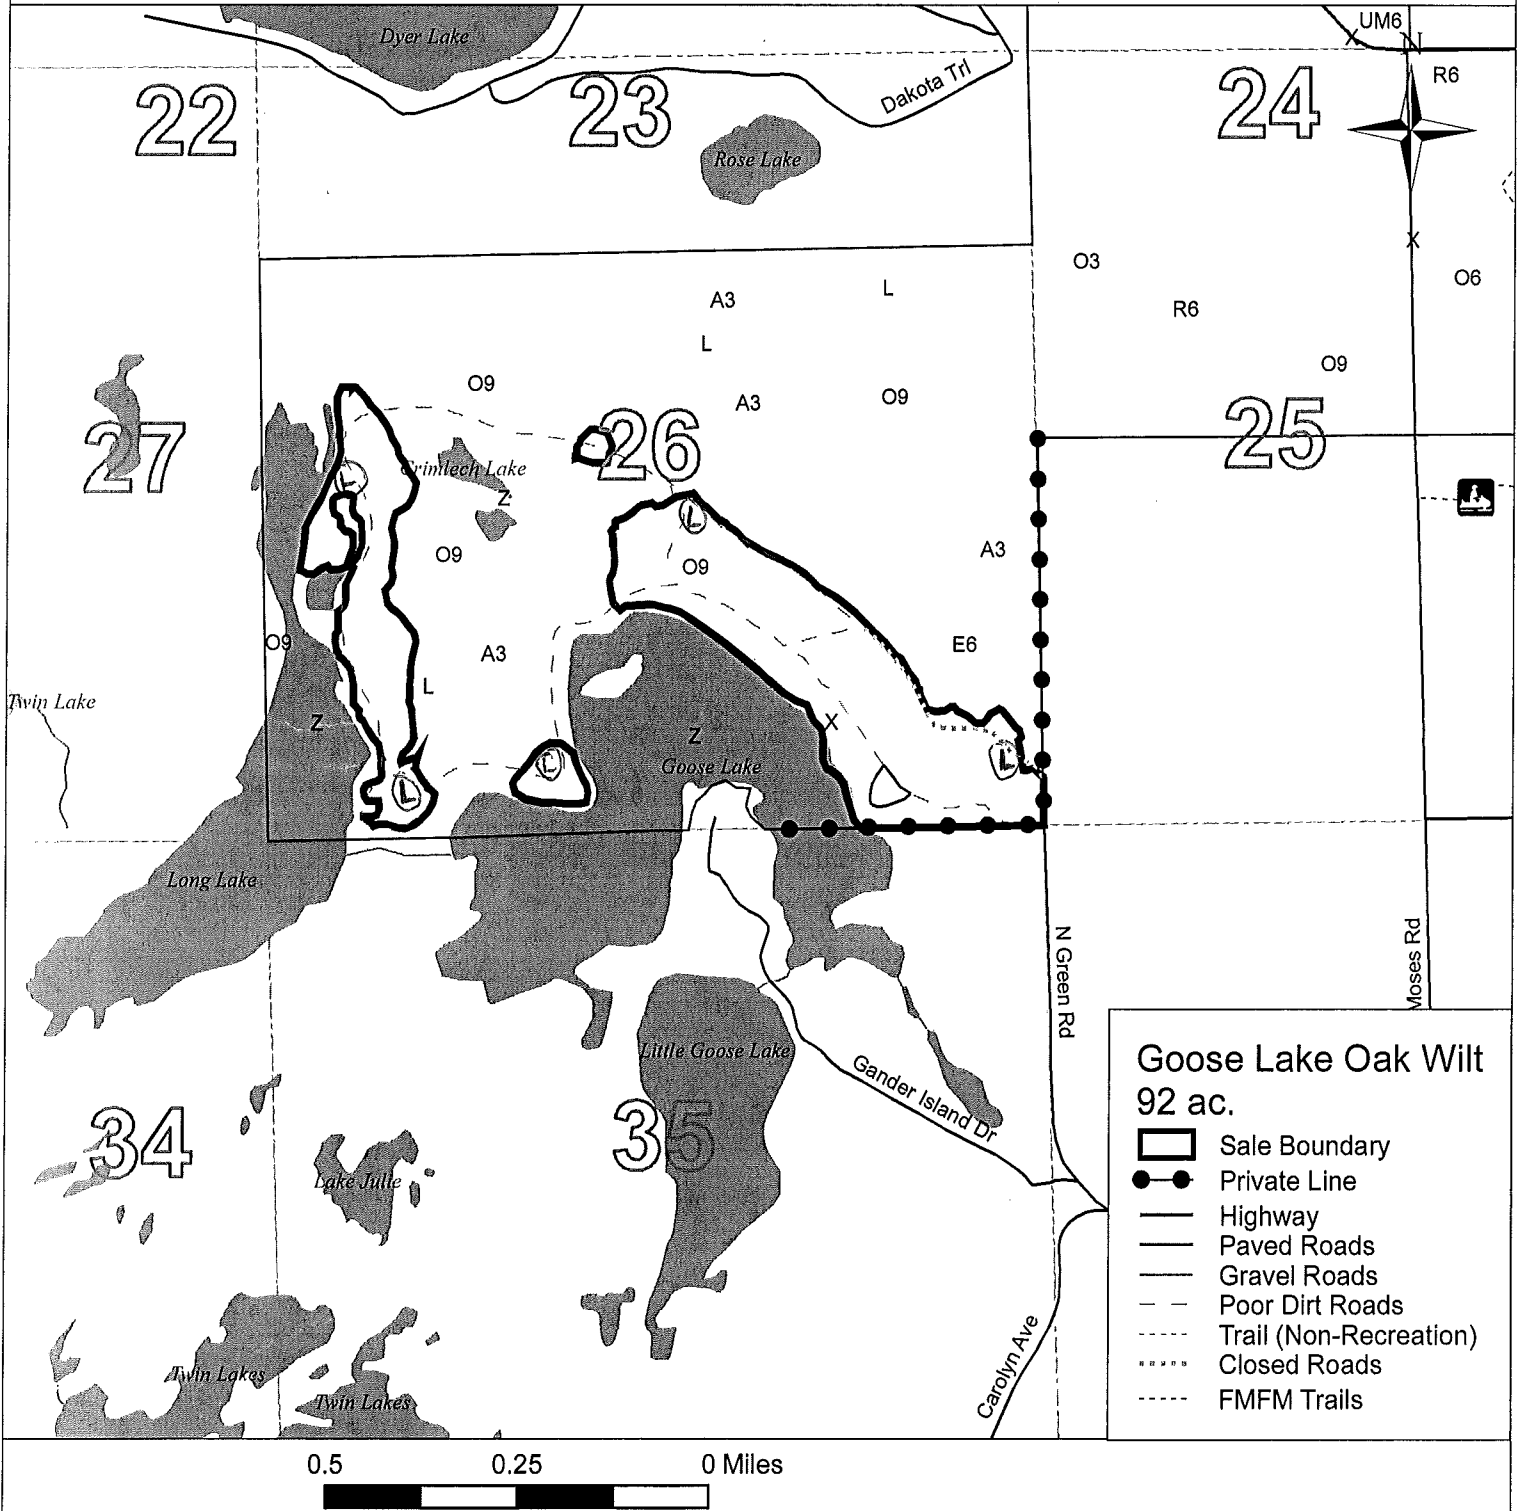 Dyer Lake
UM6
N
R6
22
23
24
Dakota Trl
Rose Lake
X
X
O3
O6
A3
L
R6
L
O9
O9
A3
O9
27
26
25
L
Grimlech Lake
Z
L
O9
O9
A3
O9
A3
E6
L
Twin Lake
Z
Z
X
Goose Lake
L
L
L
Long Lake
N Green Rd
Moses Rd
Little Goose Lake
Gander Island Dr
34
35
Lake Julie
Twin Lakes
Twin Lakes
Carolyn Ave
Goose Lake Oak Wilt
92 ac.
Sale Boundary
Private Line
Highway
Paved Roads
Gravel Roads
Poor Dirt Roads
Trail (Non-Recreation)
Closed Roads
FMFM Trails
0.5 0.25 0 Miles